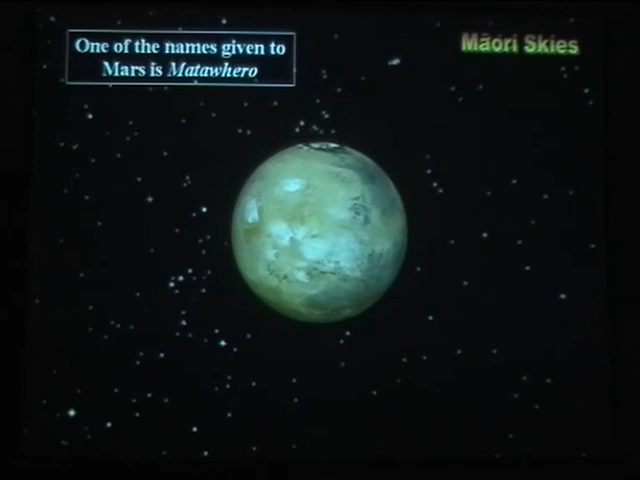 One of the names given to
Mars is Matawhero
Māori Skies